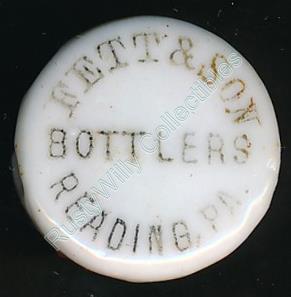 FETT & SON
BOTTLERS
READING, PA.
RustyWilly Collectibles